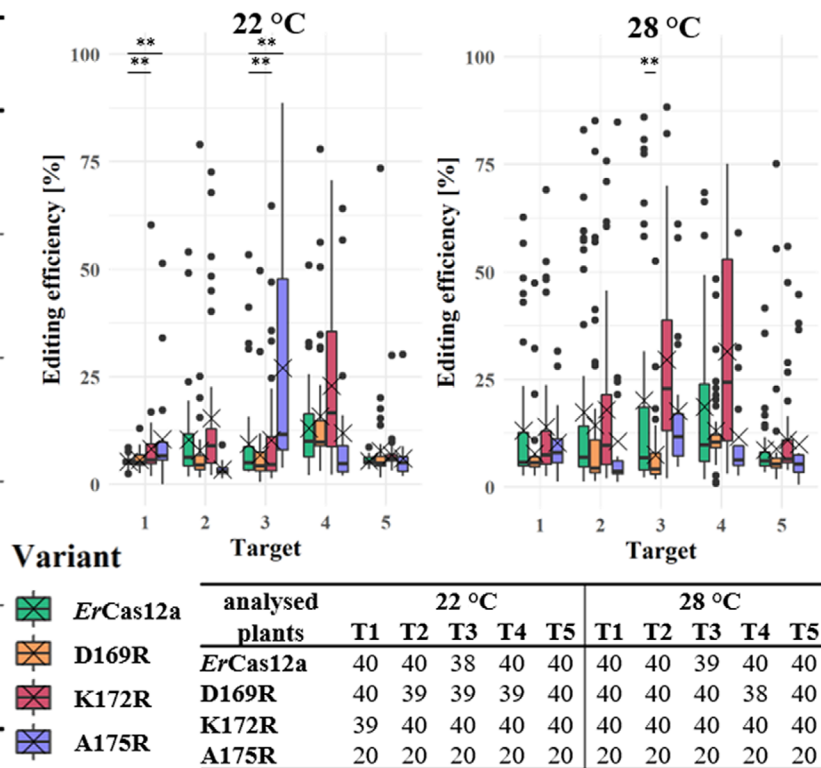 22 °C
28 °C
** **
** **
**
100
75
50
25
0
Editing efficiency [%]
1 2 3 4 5
Target
100
75
50
25
0
Editing efficiency [%]
1 2 3 4 5
Target
Variant
ErCas12a
D169R
K172R
A175R
analysed plants 22 °C 28 °C
T1 T2 T3 T4 T5 T1 T2 T3 T4 T5
ErCas12a 40 40 38 40 40 40 40 39 40 40
D169R 40 39 39 39 40 40 40 40 38 40
K172R 39 40 40 40 40 40 40 40 40 40
A175R 20 20 20 20 20 20 20 20 20 20